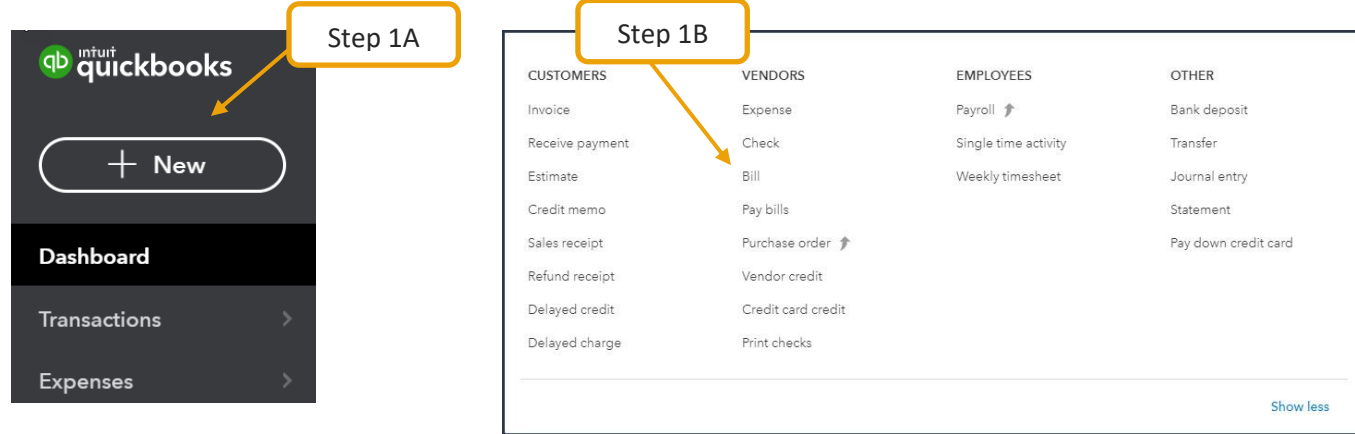 Step 1A
intuit
qb quickbooks
+ New
Dashboard
Transactions
Expenses
Step 1B
CUSTOMERS VENDORS EMPLOYEES OTHER
Invoice Expense Payroll Bank deposit
Receive payment Check Single time activity Transfer
Estimate Bill Weekly timesheet Journal entry
Credit memo Pay bills Statement
Sales receipt Purchase order Pay down credit card
Refund receipt Vendor credit
Delayed credit Credit card credit
Delayed charge Print checks
Show less